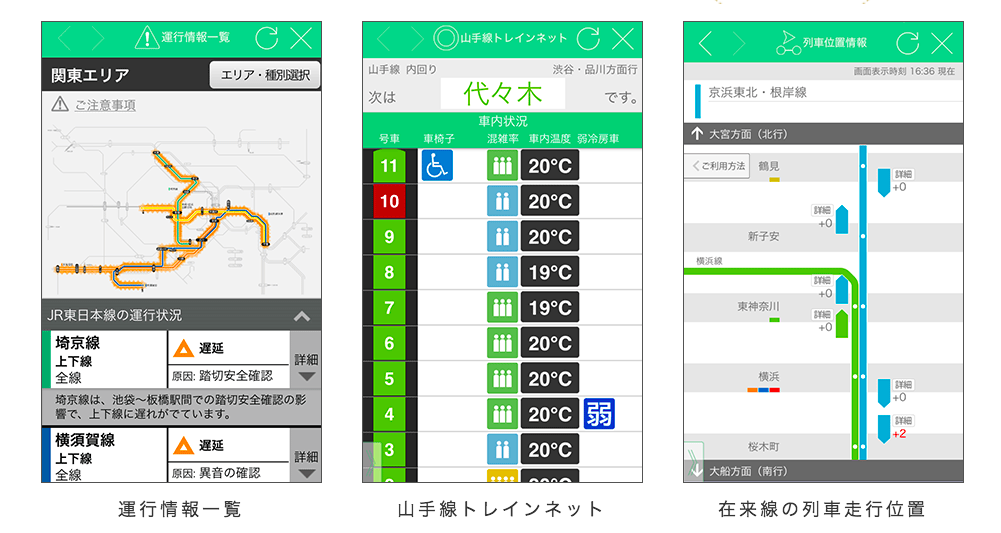 運行情報一覧
関東エリア
エリア・種別選択
ご注意事項
JR東日本線の運行状況
埼京線
上下線
全線
遅延
原因: 踏切安全確認
詳細
埼京線は、池袋〜板橋駅間での踏切安全確認の影
響で、上下線に遅れがでています。
横須賀線
上下線
全線
遅延
原因: 異音の確認
詳細
運行情報一覧
山手線トレインネット
山手線 内回り
渋谷・品川方面行
次は
代々木
です。
車内状況
号車 車椅子 混雑率 車内温度 弱冷房車
11 20°C
10 20°C
9 20°C
8 19°C
7 19°C
6 20°C
5 20°C
4 20°C 弱
3 20°C
山手線トレインネット
列車位置情報
画面表示時刻 16:36 現在
京浜東北・根岸線
大宮方面（北行）
ご利用方法
鶴見
詳細
+0
詳細
+0
新子安
横浜線
詳細
+0
東神奈川
詳細
+0
横浜
詳細
+0
詳細
+2
桜木町
大船方面（南行）
在来線の列車走行位置